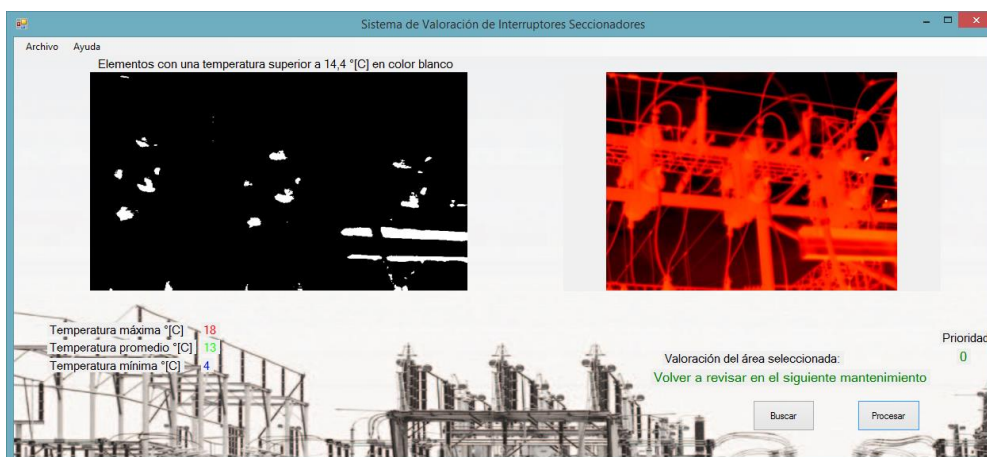 Sistema de Valoración de Interruptores Seccionadores
Archivo Ayuda
Elementos con una temperatura superior a 14,4 °[C] en color blanco
Temperatura máxima °[C] 18
Temperatura promedio °[C] 13
Temperatura mínima °[C] 4
Prioridad
0
Valoración del área seleccionada:
Volver a revisar en el siguiente mantenimiento
Buscar Procesar